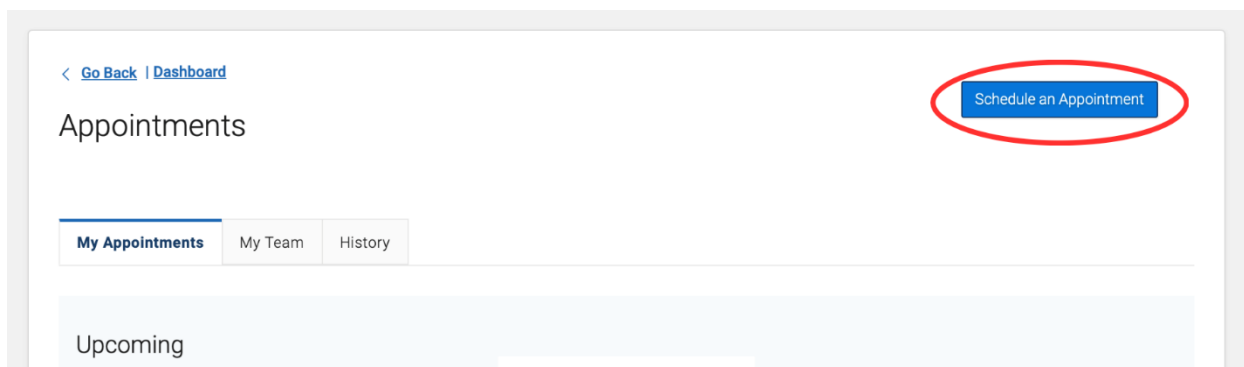 < Go Back | Dashboard
Schedule an Appointment
Appointments
My Appointments My Team History
Upcoming